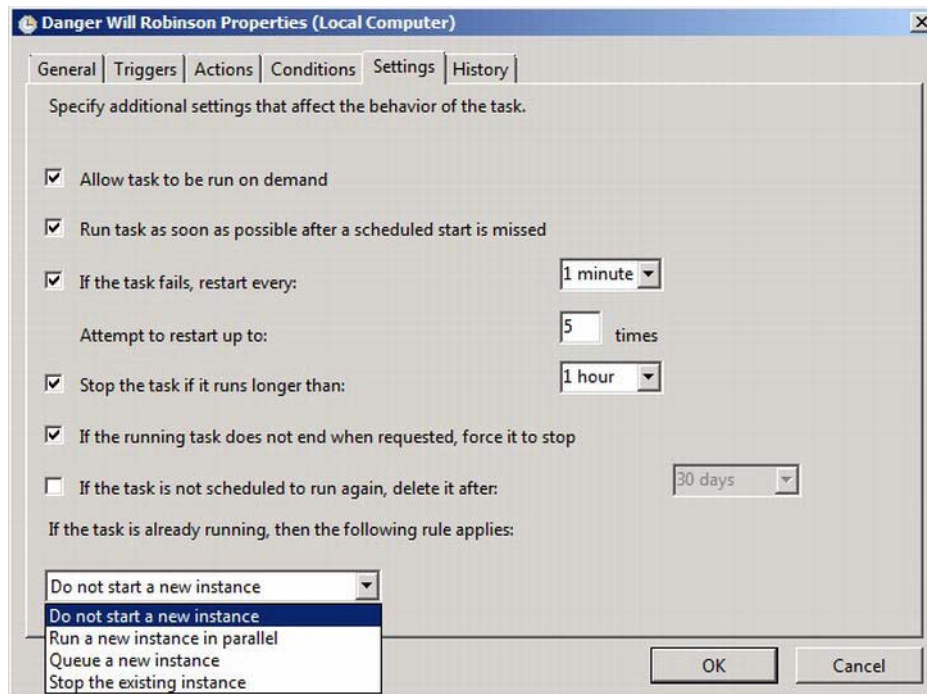 Danger Will Robinson Properties (Local Computer)
General Triggers Actions Conditions Settings History
Specify additional settings that affect the behavior of the task.
Allow task to be run on demand
Run task as soon as possible after a scheduled start is missed
If the task fails, restart every: 1 minute
Attempt to restart up to: 5 times
Stop the task if it runs longer than: 1 hour
If the running task does not end when requested, force it to stop
If the task is not scheduled to run again, delete it after: 30 days
If the task is already running, then the following rule applies:
Do not start a new instance
Do not start a new instance
Run a new instance in parallel
Queue a new instance
Stop the existing instance
OK Cancel